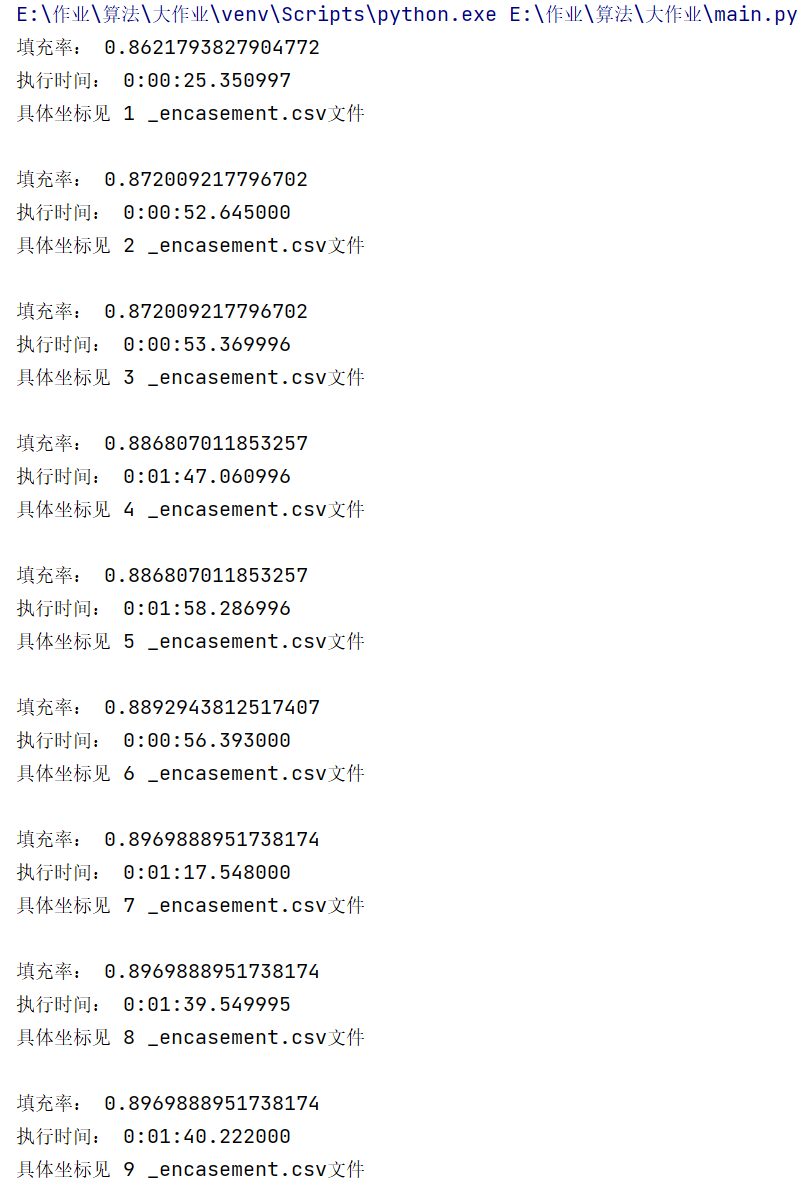 E:\作业\算法\大作业\venv\Scripts\python.exe E:\作业\算法\大作业\main.py
填充率： 0.8621793827904772
执行时间： 0:00:25.350997
具体坐标见 1 _encasement.csv文件
填充率： 0.872009217796702
执行时间： 0:00:52.645000
具体坐标见 2 _encasement.csv文件
填充率： 0.872009217796702
执行时间： 0:00:53.369996
具体坐标见 3 _encasement.csv文件
填充率： 0.886807011853257
执行时间： 0:01:47.060996
具体坐标见 4 _encasement.csv文件
填充率： 0.886807011853257
执行时间： 0:01:58.286996
具体坐标见 5 _encasement.csv文件
填充率： 0.8892943812517407
执行时间： 0:00:56.393000
具体坐标见 6 _encasement.csv文件
填充率： 0.8969888951738174
执行时间： 0:01:17.548000
具体坐标见 7 _encasement.csv文件
填充率： 0.8969888951738174
执行时间： 0:01:39.549995
具体坐标见 8 _encasement.csv文件
填充率： 0.8969888951738174
执行时间： 0:01:40.222000
具体坐标见 9 _encasement.csv文件